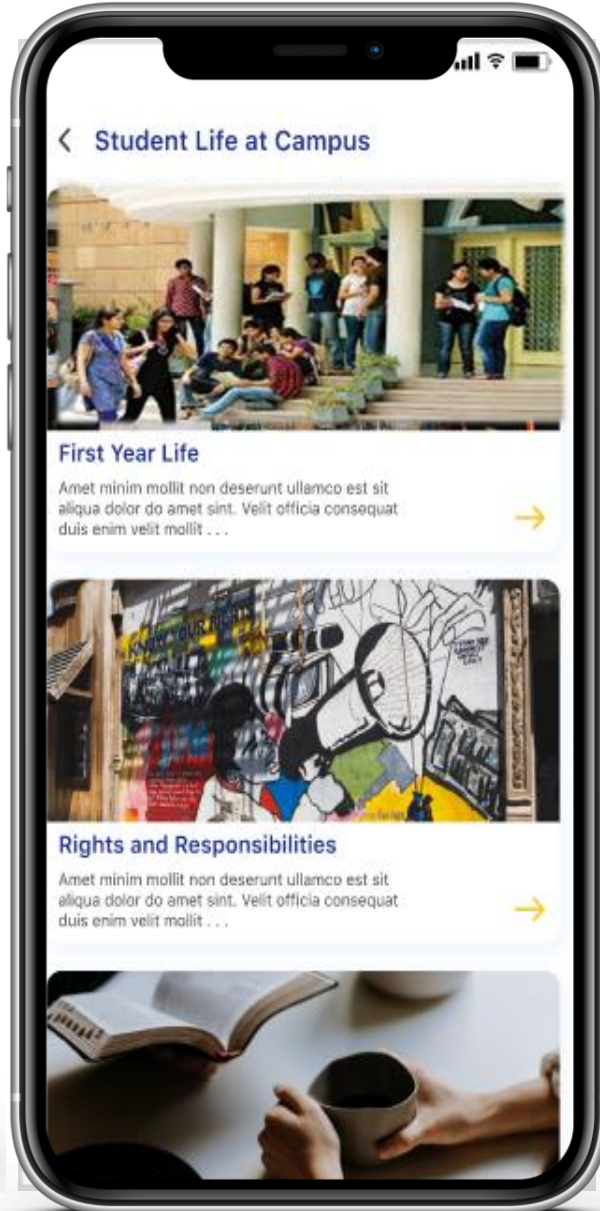 Student Life at Campus
First Year Life
Amet minim mollit non deserunt ullamco est sit
aliqua dolor do amet sint. Velit officia consequat
duis enim velit mollit . . .
KNOW YOUR RIGHTS
Rights and Responsibilities
Amet minim mollit non deserunt ullamco est sit
aliqua dolor do amet sint. Velit officia consequat
duis enim velit mollit . . .